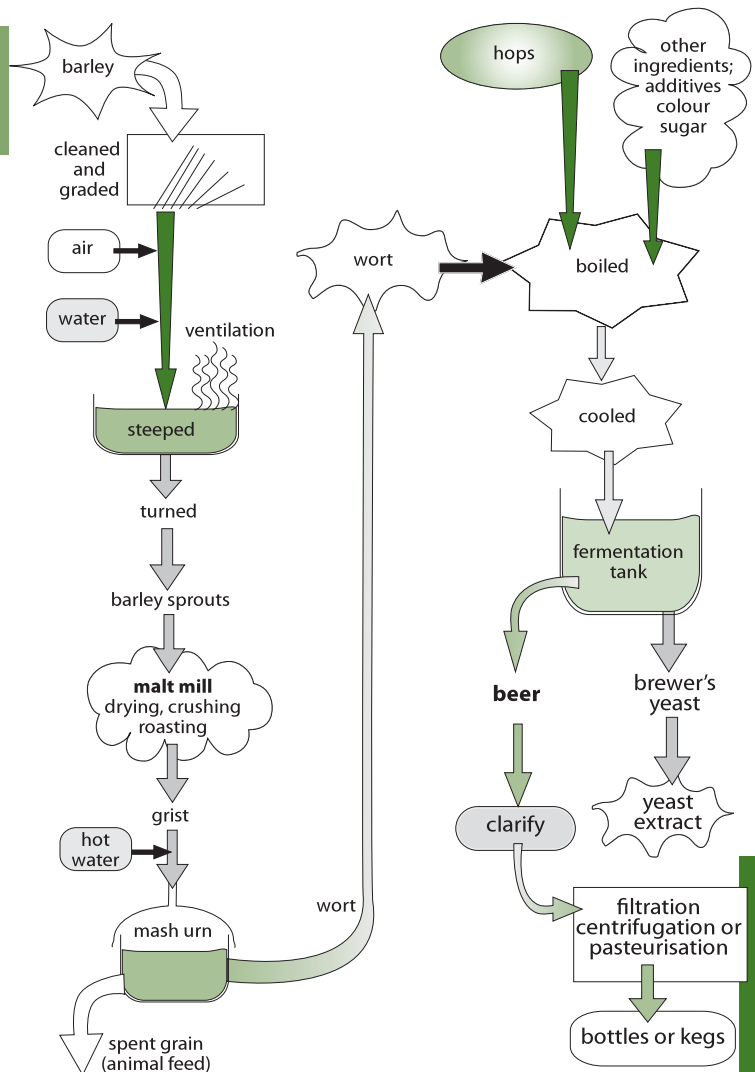 barley
cleaned
and
graded
air
water
ventilation
steeped
turned
barley sprouts
malt mill
drying, crushing
roasting
grist
hot
water
mash urn
spent grain
(animal feed)
wort
wort
hops
other
ingredients;
additives
colour
sugar
boiled
cooled
fermentation
tank
beer
brewer’s
yeast
yeast
extract
clarify
filtration
centrifugation or
pasteurisation
bottles or kegs